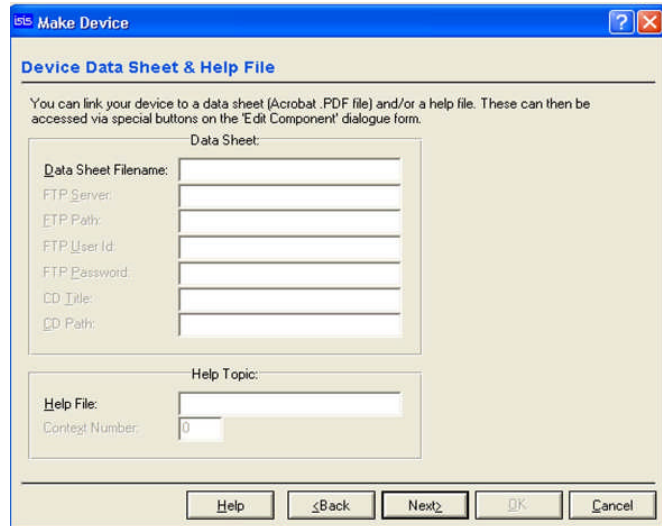 isis Make Device
Device Data Sheet & Help File
You can link your device to a data sheet (Acrobat .PDF file) and/or a help file. These can then be
accessed via special buttons on the 'Edit Component' dialogue form.
Data Sheet:
Data Sheet Filename:
FTP Server:
FTP Path:
FTP User Id:
FTP Password:
CD Title:
CD Path:
Help Topic:
Help File:
Context Number: 0
Help <Back Next> OK Cancel